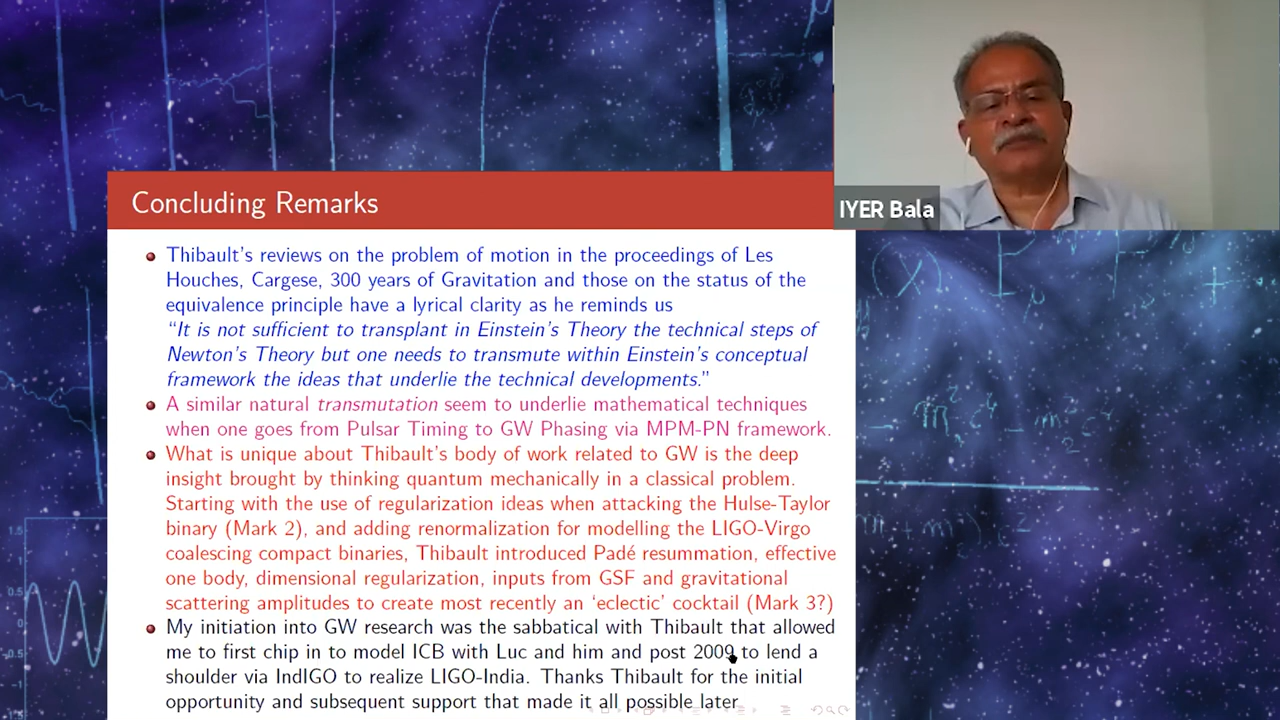 IYER Bala
Concluding Remarks
Thibault's reviews on the problem of motion in the proceedings of Les
Houches, Cargese, 300 years of Gravitation and those on the status of the
equivalence principle have a lyrical clarity as he reminds us
“It is not sufficient to transplant in Einstein's Theory the technical steps of
Newton's Theory but one needs to transmute within Einstein's conceptual
framework the ideas that underlie the technical developments.”
A similar natural transmutation seem to underlie mathematical techniques
when one goes from Pulsar Timing to GW Phasing via MPM-PN framework.
What is unique about Thibault's body of work related to GW is the deep
insight brought by thinking quantum mechanically in a classical problem.
Starting with the use of regularization ideas when attacking the Hulse-Taylor
binary (Mark 2), and adding renormalization for modelling the LIGO-Virgo
coalescing compact binaries, Thibault introduced Padé resummation, effective
one body, dimensional regularization, inputs from GSF and gravitational
scattering amplitudes to create most recently an ‘eclectic’ cocktail (Mark 3?)
My initiation into GW research was the sabbatical with Thibault that allowed
me to first chip in to model ICB with Luc and him and post 2009 to lend a
shoulder via IndIGO to realize LIGO-India. Thanks Thibault for the initial
opportunity and subsequent support that made it all possible later
1.5
0.5
0
-0.5